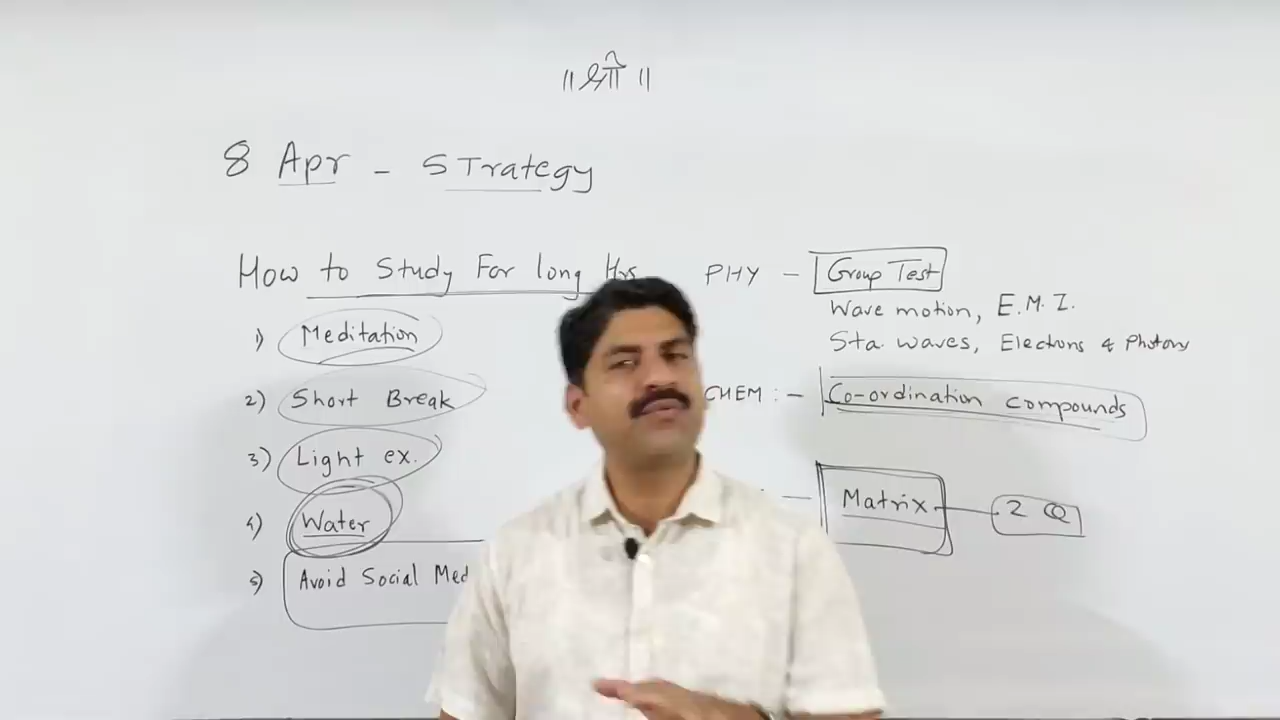 ॥ श्री ॥
8 Apr - STrategy
How to Study For long Hrs
1) Meditation
2) Short Break
3) Light ex.
4) Water
5) Avoid Social Med
PHY - Group Test
Wave motion, E.M.I.
Sta. waves, Electrons & Photons
CHEM :- Co-ordination compounds
- Matrix - 2 Q